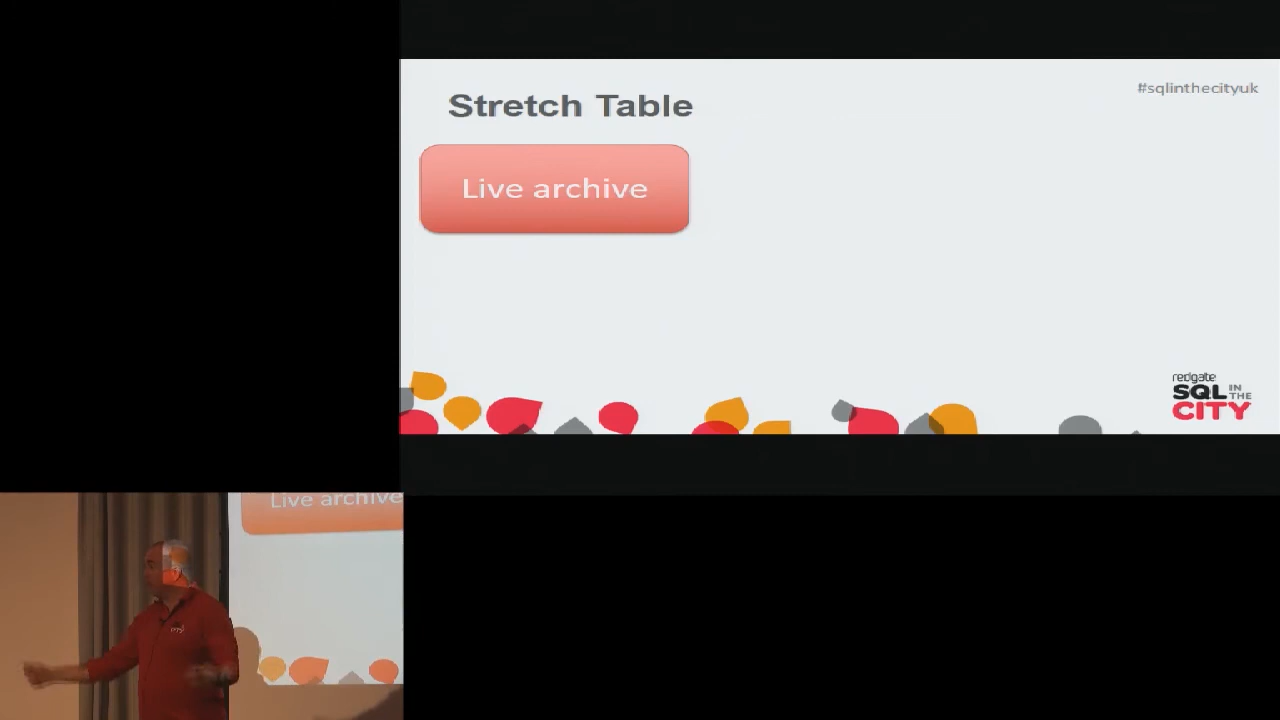 #sqlinthecityuk
Stretch Table
Live archive
redgate
SQL IN THE
CITY
Live archive